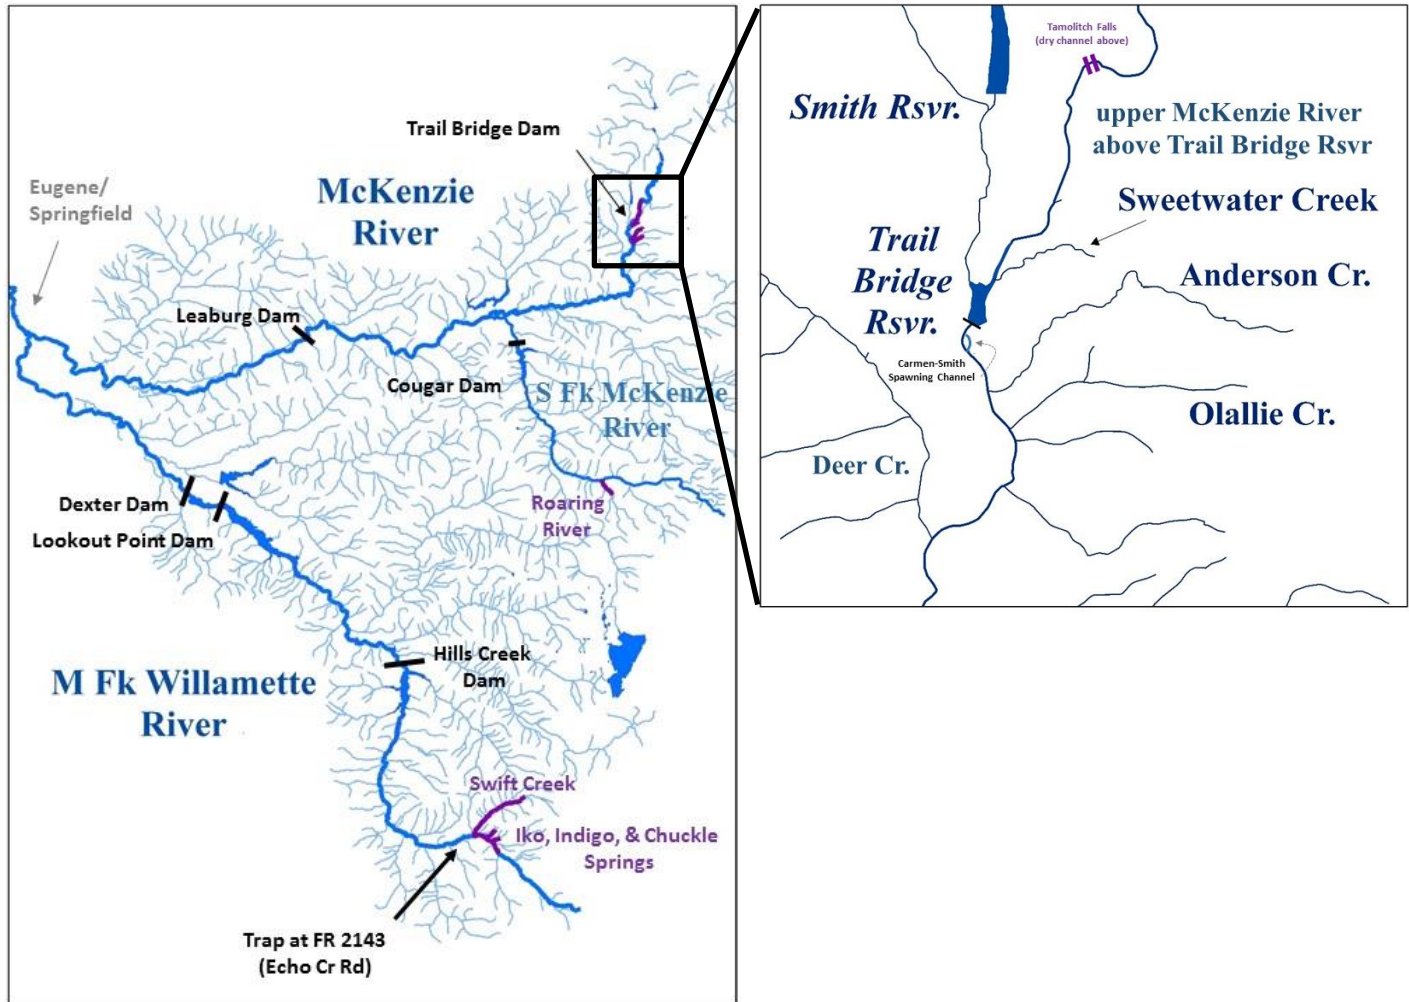 Trail Bridge Dam
McKenzie
River
Eugene/
Springfield
Leaburg Dam
Cougar Dam
S Fk McKenzie
River
Dexter Dam
Lookout Point Dam
Roaring
River
Hills Creek
Dam
M Fk Willamette
River
Swift Creek
Iko, Indigo, & Chuckle
Springs
Trap at FR 2143
(Echo Cr Rd)
Tamolitch Falls
(dry channel above)
Smith Rsvr.
upper McKenzie River
above Trail Bridge Rsvr
Sweetwater Creek
Trail
Bridge
Rsvr.
Anderson Cr.
Carmen-Smith
Spawning Channel
Olallie Cr.
Deer Cr.